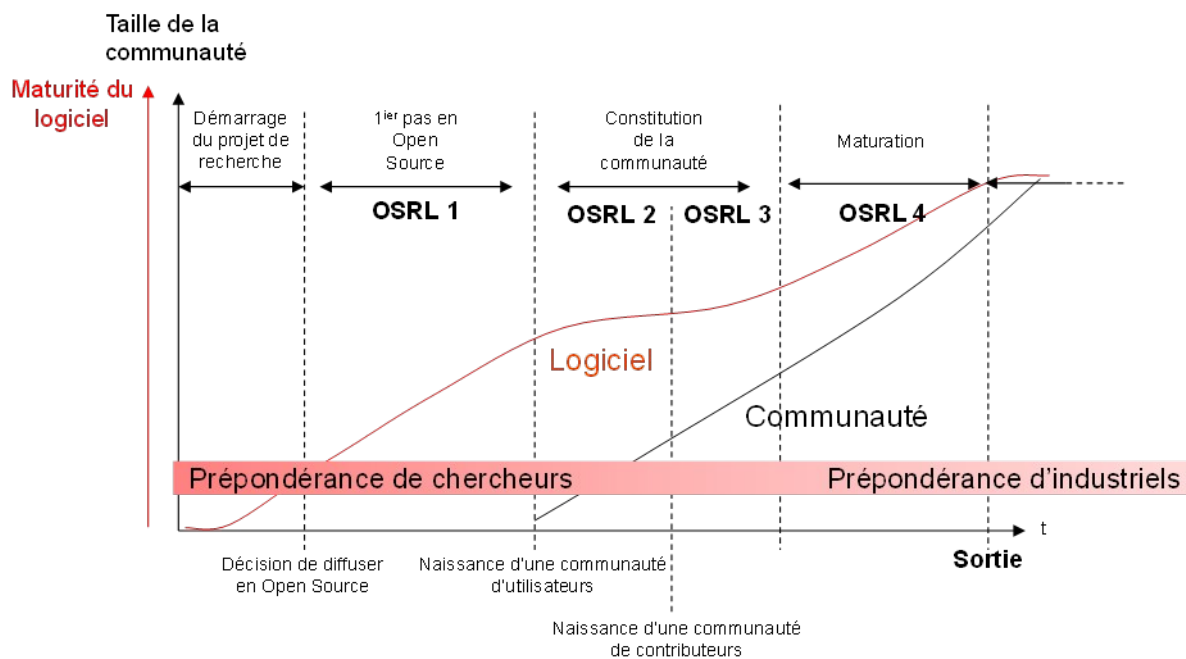 Taille de la
communauté
Maturité du
logiciel
Démarrage
du projet de
recherche
1ier pas en
Open
Source
Constitution
de la
communauté
Maturation
OSRL 1
OSRL 2
OSRL 3
OSRL 4
Logiciel
Communauté
Prépondérance de chercheurs
Prépondérance d'industriels
t
Décision de diffuser
en Open Source
Naissance d'une communauté
d'utilisateurs
Sortie
Naissance d'une communauté
de contributeurs